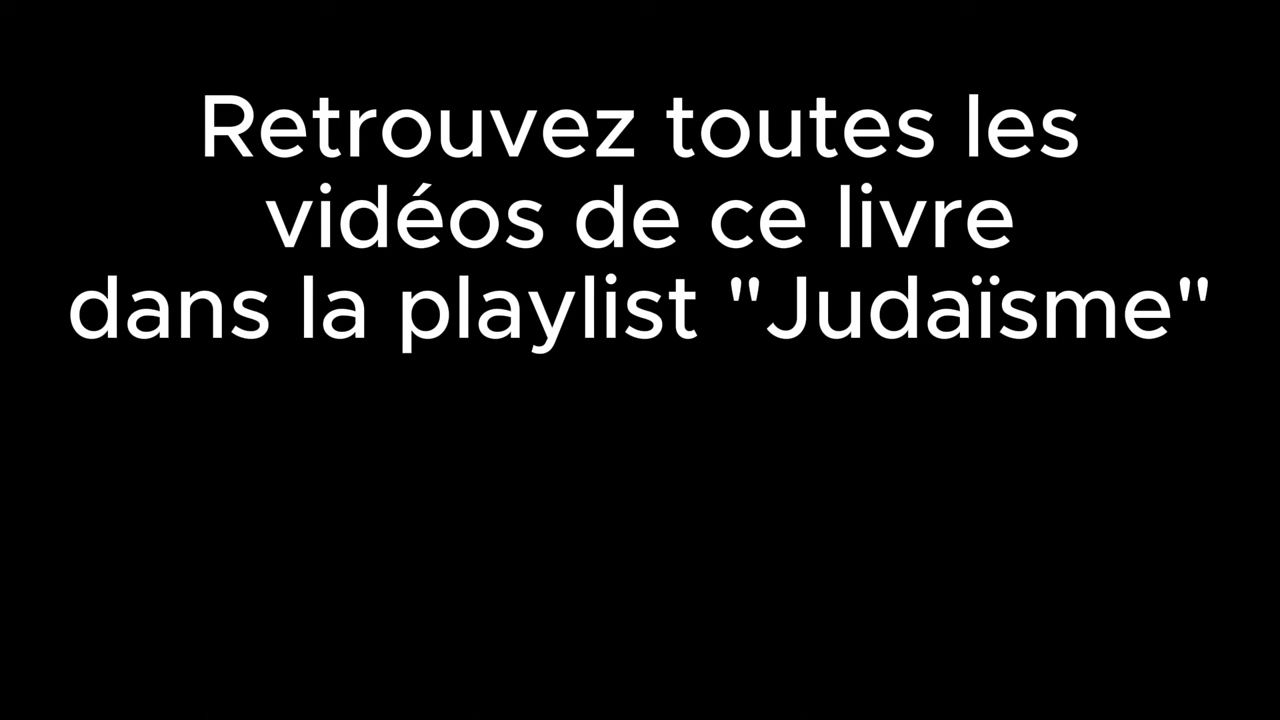 Retrouvez toutes les
vidéos de ce livre
dans la playlist "Judaïsme"